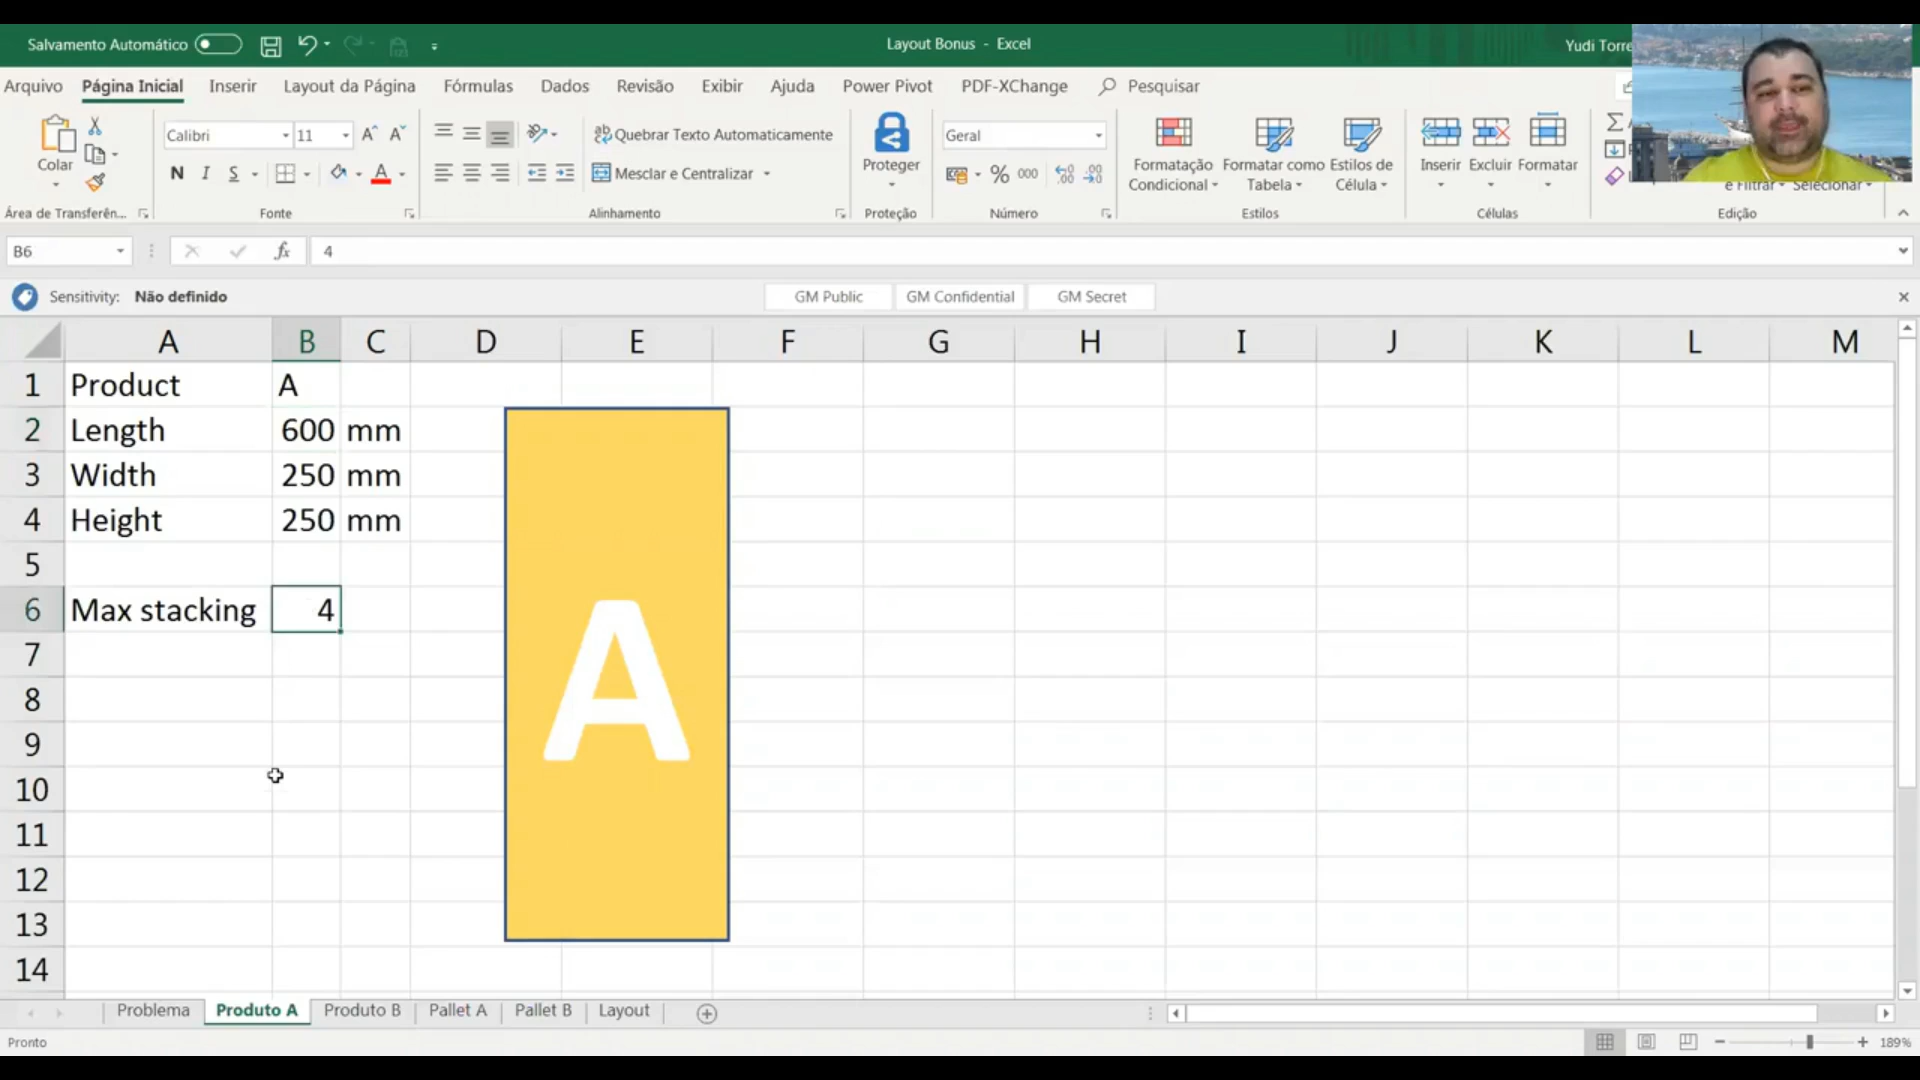 Salvamento Automático
Layout Bonus - Excel
Yudi Torre
Arquivo Página Inicial Inserir Layout da Página Fórmulas Dados Revisão Exibir Ajuda Power Pivot PDF-XChange Pesquisar
Colar
Calibri 11
N I S
Quebrar Texto Automaticamente
Mesclar e Centralizar
Proteger
Geral
% 000
Formatação Condicional
Formatar como Tabela
Estilos de Célula
Inserir Excluir Formatar
e Filtrar Selecionar
Área de Transferên... Fonte Alinhamento Proteção Número Estilos Células Edição
B6 fx 4
Sensitivity: Não definido GM Public GM Confidential GM Secret
A B C D E F G H I J K L M
1 Product A
2 Length 600 mm
3 Width 250 mm
4 Height 250 mm
5
6 Max stacking 4
7
8
9
10
11
12
13
14
A
Problema Produto A Produto B Pallet A Pallet B Layout
Pronto
189%